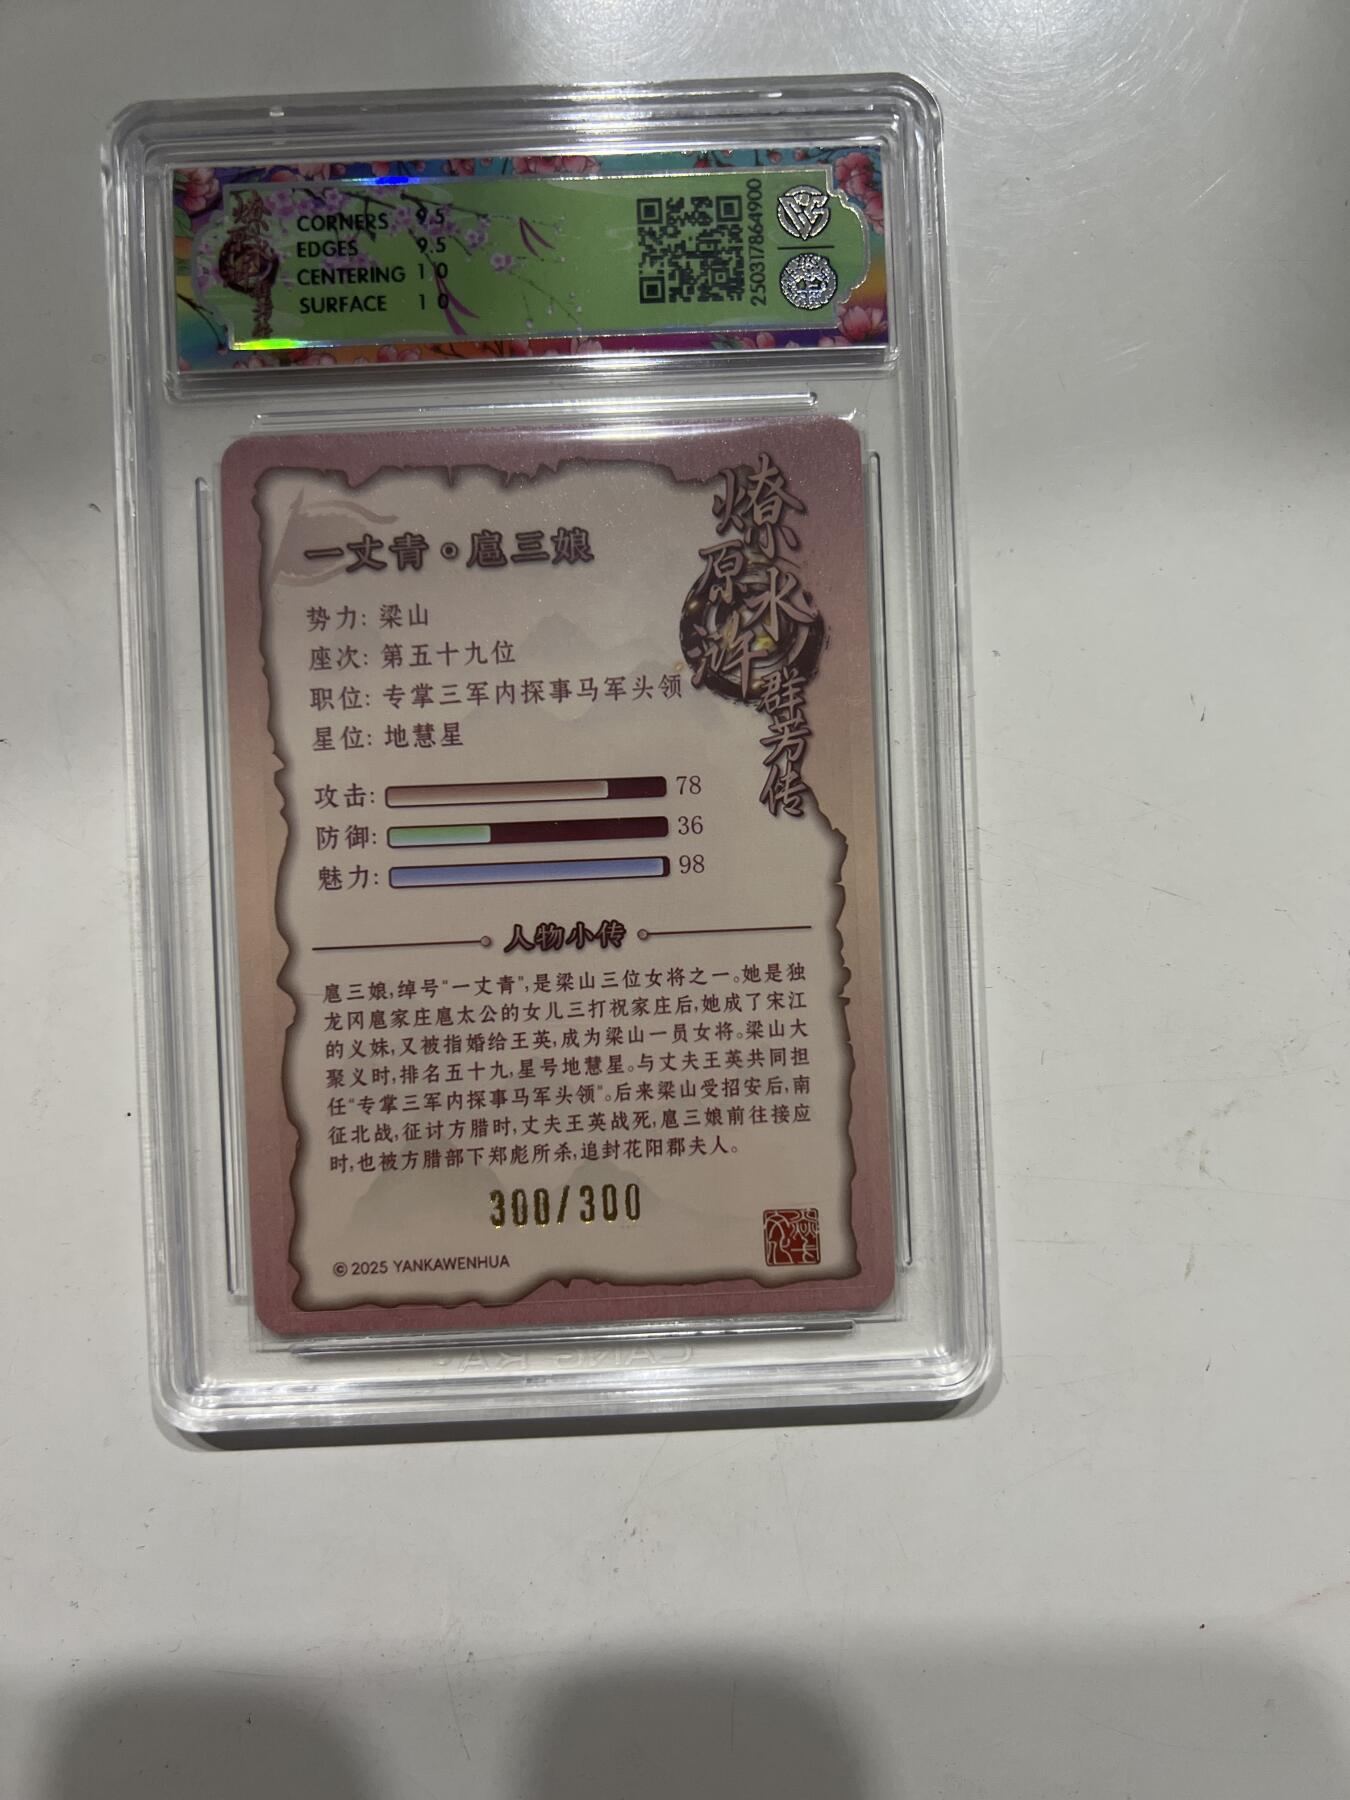 CORNERS 9.5
EDGES 9.5
CENTERING 10
SURFACE 10
250317864900
燎原水浒
群芳传
一丈青·扈三娘
势力: 梁山
座次: 第五十九位
职位: 专掌三军内探事马军头领
星位: 地慧星
攻击: 78
防御: 36
魅力: 98
人物小传
扈三娘,绰号“一丈青”,是梁山三位女将之一。她是独
龙冈扈家庄扈太公的女儿三打祝家庄后,她成了宋江
的义妹,又被指婚给王英,成为梁山一员女将。梁山大
聚义时,排名五十九,星号地慧星。与丈夫王英共同担
任“专掌三军内探事马军头领”。后来梁山受招安后,南
征北战,征讨方腊时,丈夫王英战死,扈三娘前往接应
时,也被方腊部下郑彪所杀,追封花阳郡夫人。
300/300
© 2025 YANKAWENHUA